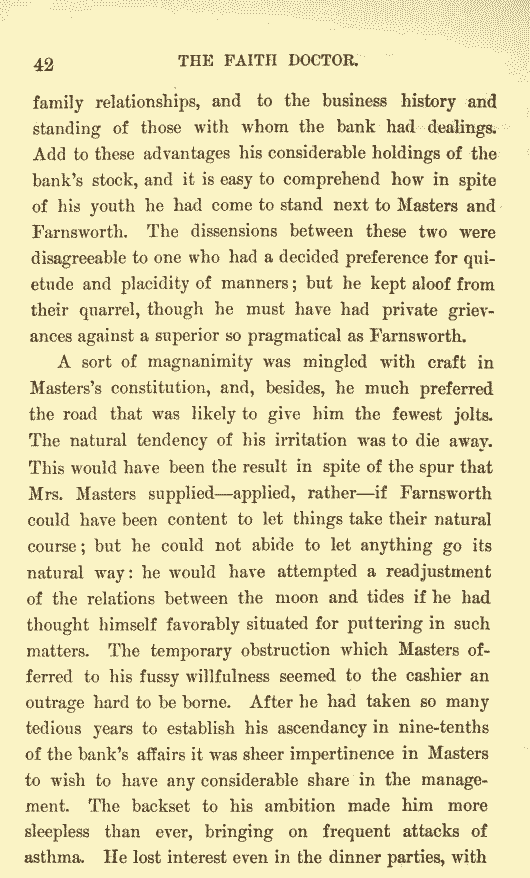 42
THE FAITH DOCTOR.
family relationships, and to the business history and
standing of those with whom the bank had dealings.
Add to these advantages his considerable holdings of the
bank's stock, and it is easy to comprehend how in spite
of his youth he had come to stand next to Masters and
Farnsworth. The dissensions between these two were
disagreeable to one who had a decided preference for qui-
etude and placidity of manners; but he kept aloof from
their quarrel, though he must have had private griev-
ances against a superior so pragmatical as Farnsworth.
A sort of magnanimity was mingled with craft in
Masters's constitution, and, besides, he much preferred
the road that was likely to give him the fewest jolts.
The natural tendency of his irritation was to die away.
This would have been the result in spite of the spur that
Mrs. Masters supplied—applied, rather—if Farnsworth
could have been content to let things take their natural
course; but he could not abide to let anything go its
natural way: he would have attempted a readjustment
of the relations between the moon and tides if he had
thought himself favorably situated for puttering in such
matters. The temporary obstruction which Masters of-
ferred to his fussy willfulness seemed to the cashier an
outrage hard to be borne. After he had taken so many
tedious years to establish his ascendancy in nine-tenths
of the bank's affairs it was sheer impertinence in Masters
to wish to have any considerable share in the manage-
ment. The backset to his ambition made him more
sleepless than ever, bringing on frequent attacks of
asthma. He lost interest even in the dinner parties, with